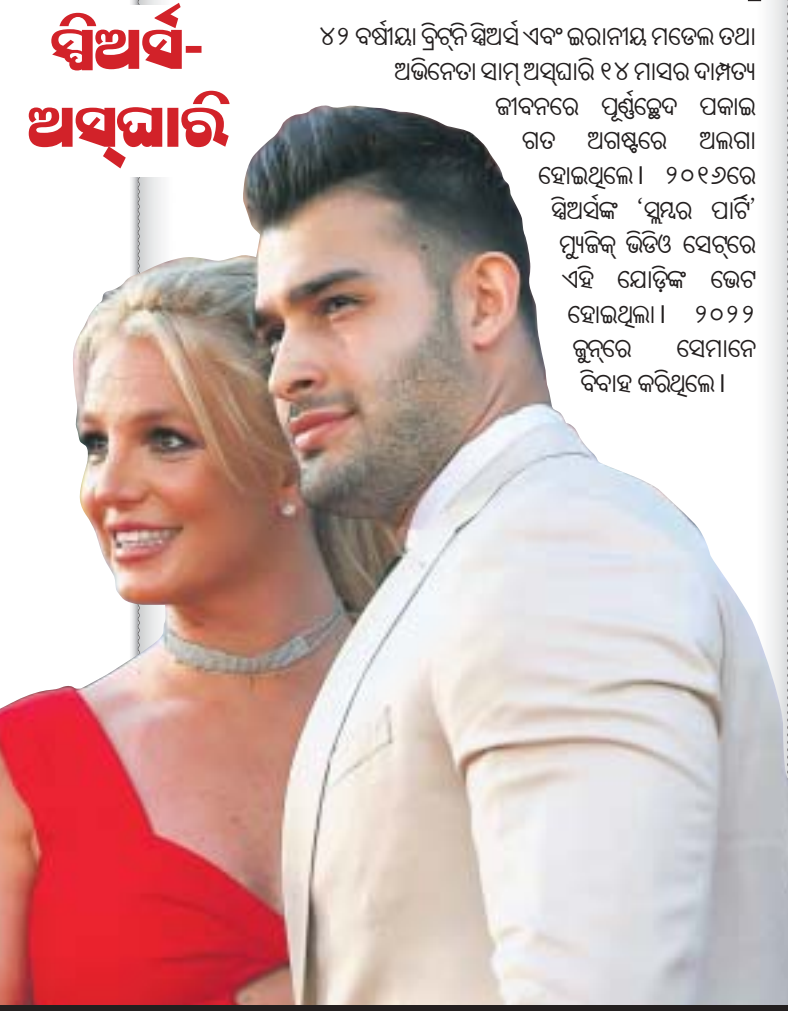 ସ୍ପିଅର୍ସ-
ଅସ୍‌ଘାରି
୪୨ ବର୍ଷୀୟା ବ୍ରିଟ୍‌ନି ସ୍ପିଅର୍ସ ଏବଂ ଇରାନୀୟ ମଡେଲ ତଥା
ଅଭିନେତା ସାମ୍ ଅସ୍‌ଘାରି ୧୪ ମାସର ଦାମ୍ପତ୍ୟ
ଜୀବନରେ ପୂର୍ଣ୍ଣଚ୍ଛେଦ ପକାଇ
ଗତ ଅଗଷ୍ଟରେ ଅଲଗା
ହୋଇଥିଲେ। ୨୦୧୬ରେ
ସ୍ପିଅର୍ସଙ୍କ ‘ସ୍ଲମ୍ବର ପାର୍ଟି’
ମ୍ୟୁଜିକ୍ ଭିଡିଓ ସେଟ୍‌ରେ
ଏହି ଯୋଡ଼ିଙ୍କ ଭେଟ
ହୋଇଥିଲା। ୨୦୨୨
ଜୁନ୍‌ରେ ସେମାନେ
ବିବାହ କରିଥିଲେ।